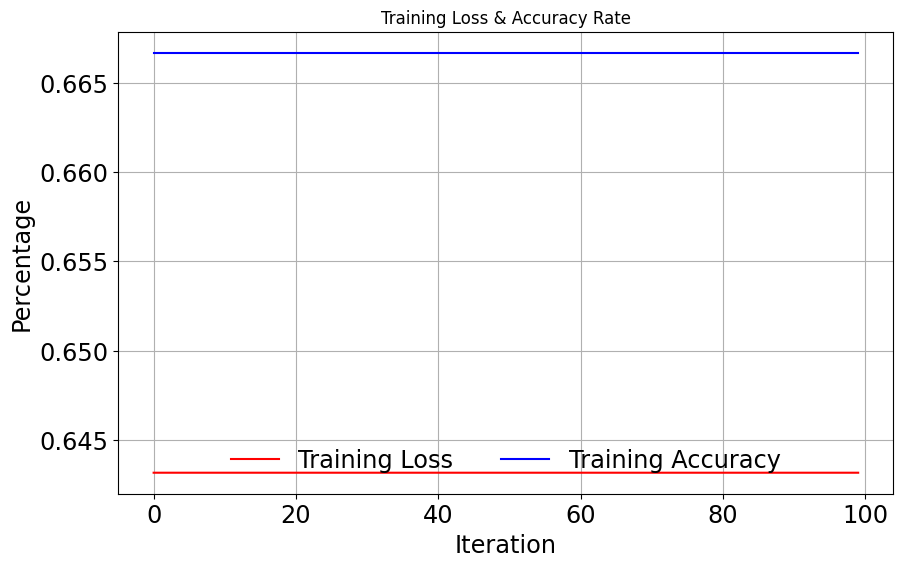 Training Loss & Accuracy Rate
Percentage
0.665
0.660
0.655
0.650
0.645
Training Loss Training Accuracy
0 20 40 60 80 100
Iteration